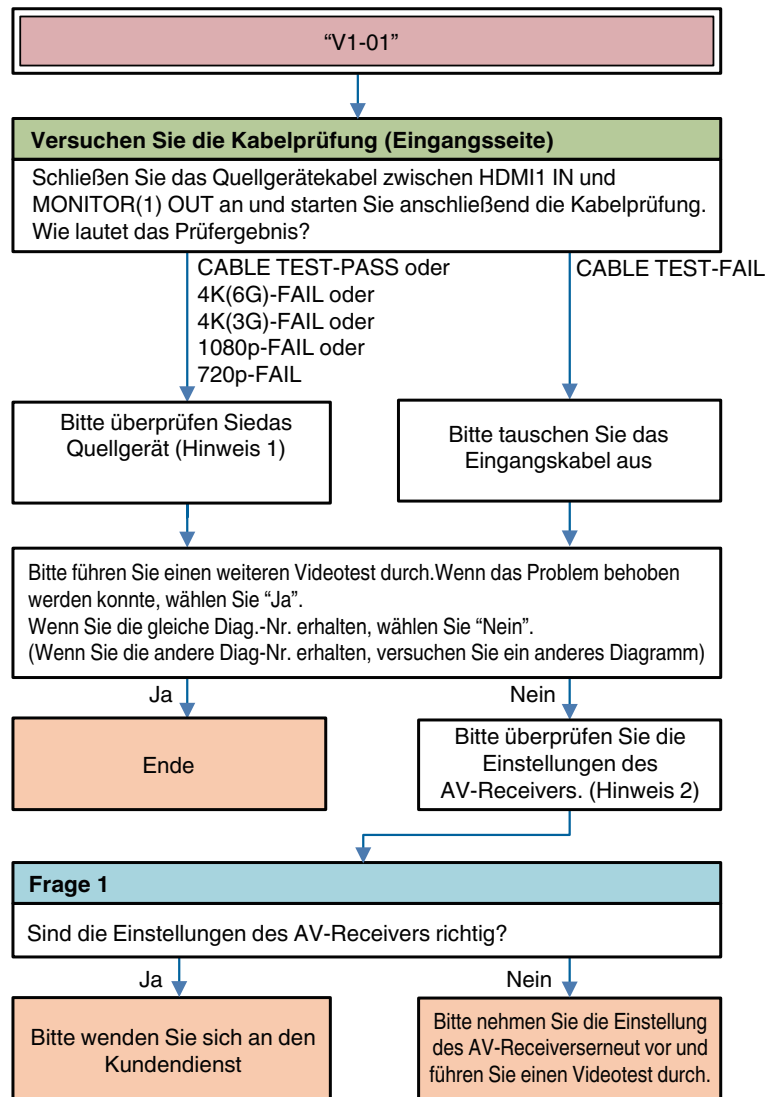 “V1-01”
Versuchen Sie die Kabelprüfung (Eingangsseite)
Schließen Sie das Quellgerätekabel zwischen HDMI1 IN und
MONITOR(1) OUT an und starten Sie anschließend die Kabelprüfung.
Wie lautet das Prüfergebnis?
CABLE TEST-PASS oder
4K(6G)-FAIL oder
4K(3G)-FAIL oder
1080p-FAIL oder
720p-FAIL
CABLE TEST-FAIL
Bitte überprüfen Siedas
Quellgerät (Hinweis 1)
Bitte tauschen Sie das
Eingangskabel aus
Bitte führen Sie einen weiteren Videotest durch.Wenn das Problem behoben
werden konnte, wählen Sie “Ja”.
Wenn Sie die gleiche Diag.-Nr. erhalten, wählen Sie “Nein”.
(Wenn Sie die andere Diag-Nr. erhalten, versuchen Sie ein anderes Diagramm)
Ja
Nein
Ende
Bitte überprüfen Sie die
Einstellungen des
AV-Receivers. (Hinweis 2)
Frage 1
Sind die Einstellungen des AV-Receivers richtig?
Ja
Nein
Bitte wenden Sie sich an den
Kundendienst
Bitte nehmen Sie die Einstellung
des AV-Receiverserneut vor und
führen Sie einen Videotest durch.